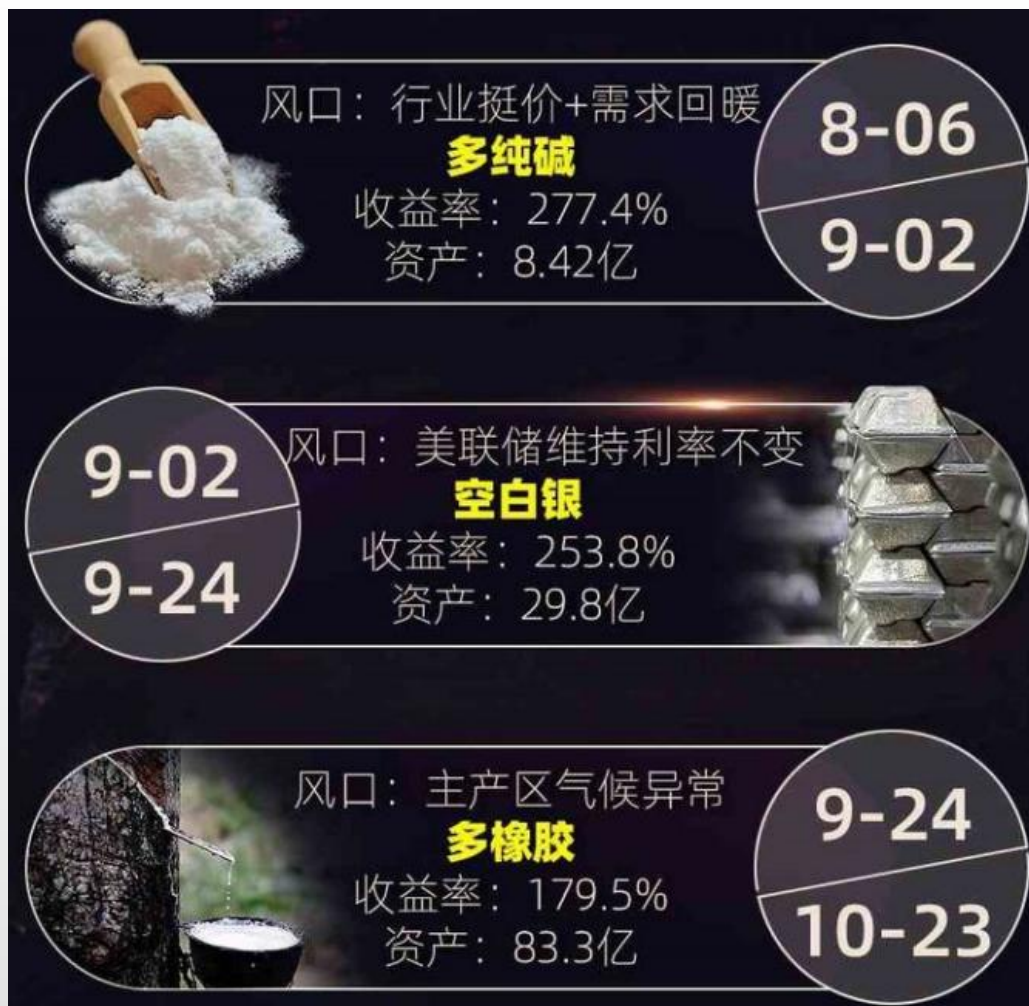 风口：行业挺价+需求回暖
多纯碱
收益率：277.4%
资产：8.42亿
8-06
9-02
9-02
9-24
风口：美联储维持利率不变
空白银
收益率：253.8%
资产：29.8亿
风口：主产区气候异常
多橡胶
收益率：179.5%
资产：83.3亿
9-24
10-23